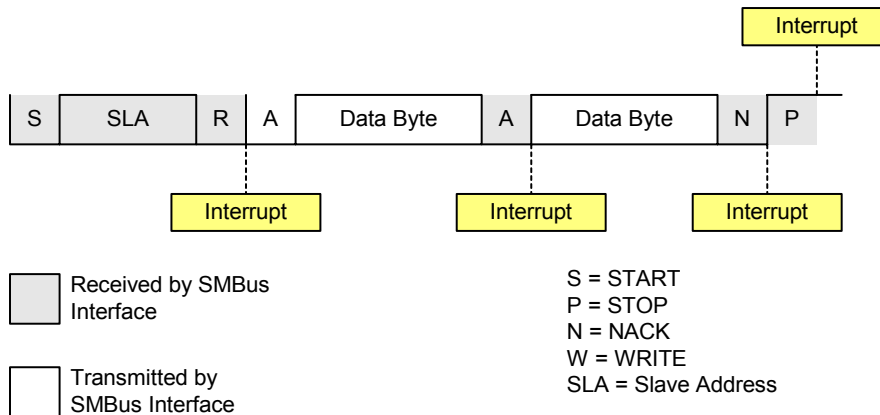 Interrupt
S SLA R A Data Byte A Data Byte N P
Interrupt Interrupt Interrupt
Received by SMBus
Interface
Transmitted by
SMBus Interface
S = START
P = STOP
N = NACK
W = WRITE
SLA = Slave Address